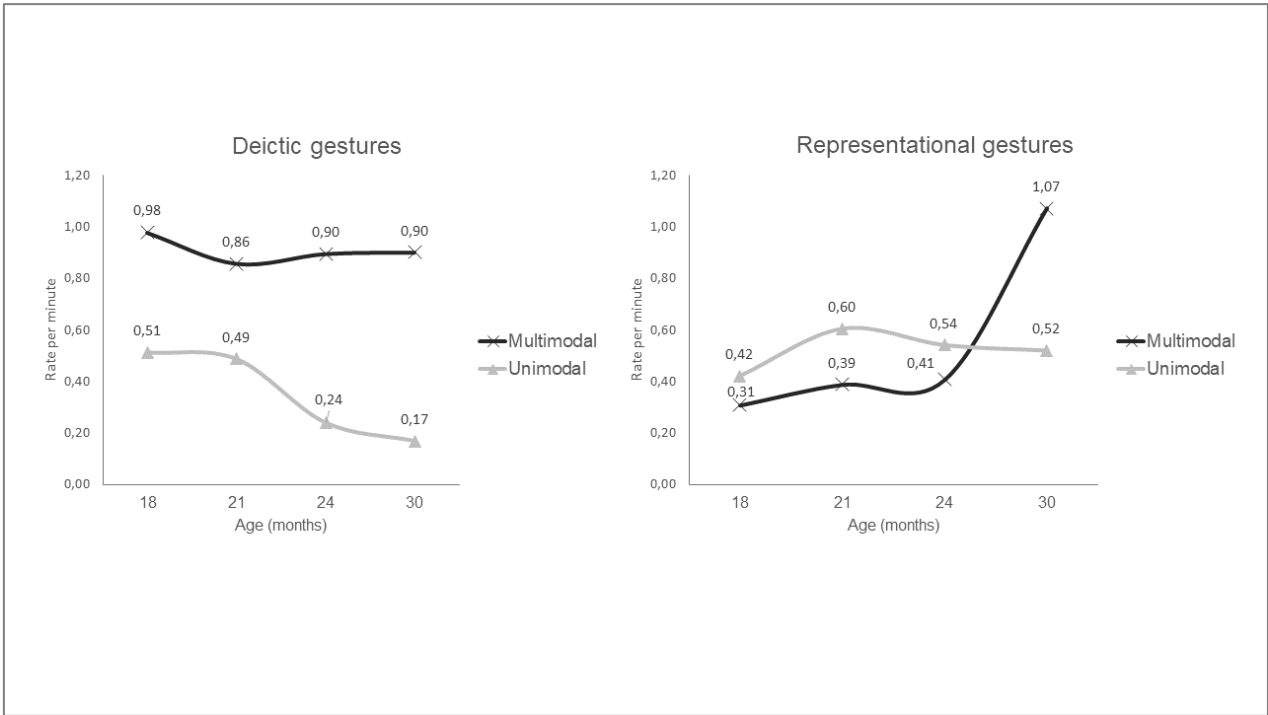 Deictic gestures
Rate per minute
1,20
1,00
0,80
0,60
0,40
0,20
0,00
0,98
0,86
0,90
0,90
0,51
0,49
0,24
0,17
18 21 24 30
Age (months)
Multimodal
Unimodal
Representational gestures
Rate per minute
1,20
1,00
0,80
0,60
0,40
0,20
0,00
1,07
0,60
0,54
0,52
0,42
0,39
0,41
0,31
18 21 24 30
Age (months)
Multimodal
Unimodal